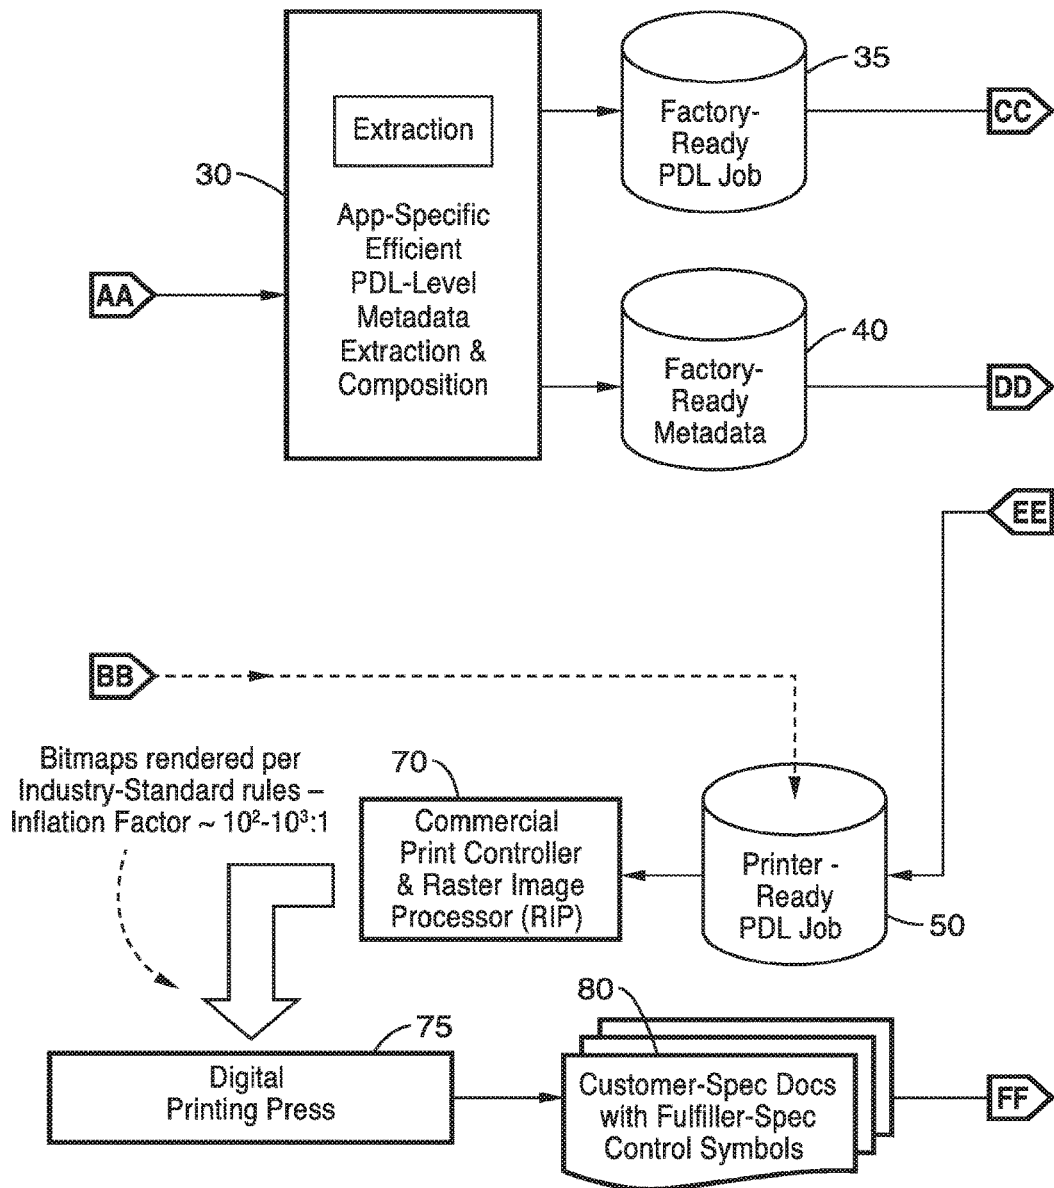 35
Factory-
Ready
PDL Job
CC
Extraction
30
App-Specific
Efficient
PDL-Level
Metadata
Extraction &
Composition
AA
40
Factory-
Ready
Metadata
DD
EE
BB
Bitmaps rendered per
Industry-Standard rules –
Inflation Factor ~ 10²-10³:1
70
Commercial
Print Controller
& Raster Image
Processor (RIP)
Printer -
Ready
PDL Job
50
75
Digital
Printing Press
80
Customer-Spec Docs
with Fulfiller-Spec
Control Symbols
FF